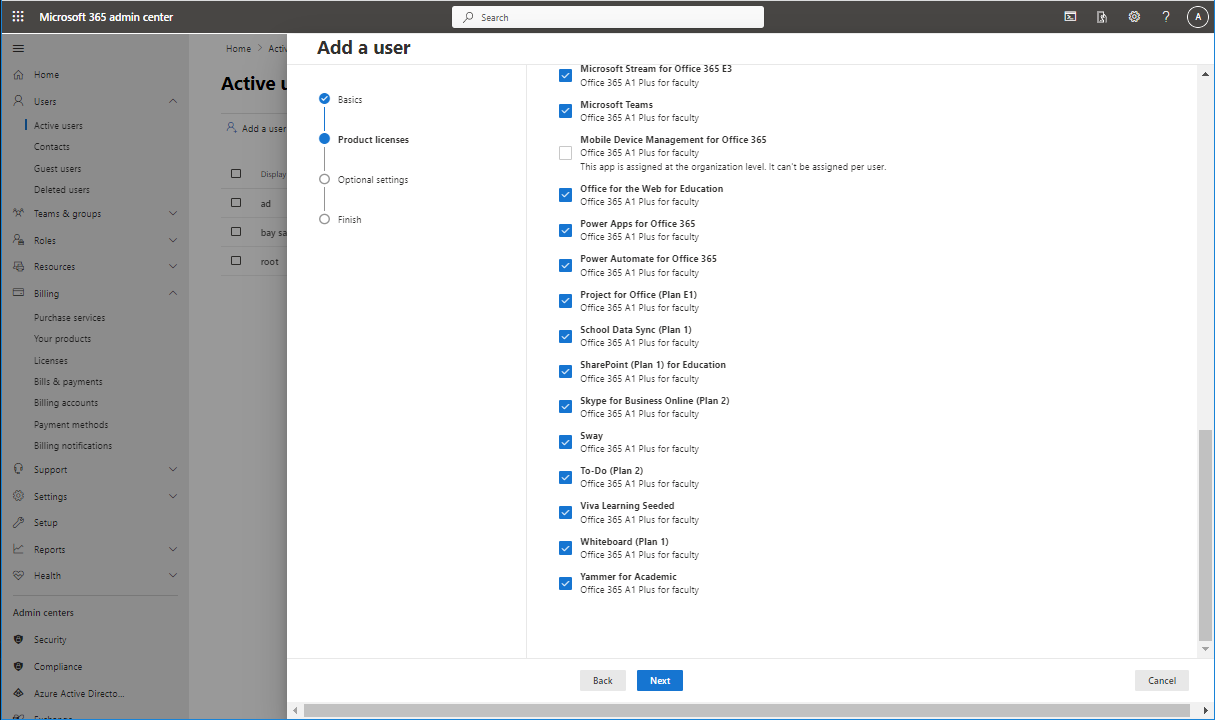 Microsoft 365 admin center
Search
?
A
Home
Users
Active users
Contacts
Guest users
Deleted users
Teams & groups
Roles
Resources
Billing
Purchase services
Your products
Licenses
Bills & payments
Billing accounts
Payment methods
Billing notifications
Support
Settings
Setup
Reports
Health
Admin centers
Security
Compliance
Azure Active Directo...
Exchange
Home > Activ
Active u
Add a user
Display
ad
bay sa
root
Add a user
Basics
Product licenses
Optional settings
Finish
Microsoft Stream for Office 365 E3
Office 365 A1 Plus for faculty
Microsoft Teams
Office 365 A1 Plus for faculty
Mobile Device Management for Office 365
Office 365 A1 Plus for faculty
This app is assigned at the organization level. It can't be assigned per user.
Office for the Web for Education
Office 365 A1 Plus for faculty
Power Apps for Office 365
Office 365 A1 Plus for faculty
Power Automate for Office 365
Office 365 A1 Plus for faculty
Project for Office (Plan E1)
Office 365 A1 Plus for faculty
School Data Sync (Plan 1)
Office 365 A1 Plus for faculty
SharePoint (Plan 1) for Education
Office 365 A1 Plus for faculty
Skype for Business Online (Plan 2)
Office 365 A1 Plus for faculty
Sway
Office 365 A1 Plus for faculty
To-Do (Plan 2)
Office 365 A1 Plus for faculty
Viva Learning Seeded
Office 365 A1 Plus for faculty
Whiteboard (Plan 1)
Office 365 A1 Plus for faculty
Yammer for Academic
Office 365 A1 Plus for faculty
Back
Next
Cancel